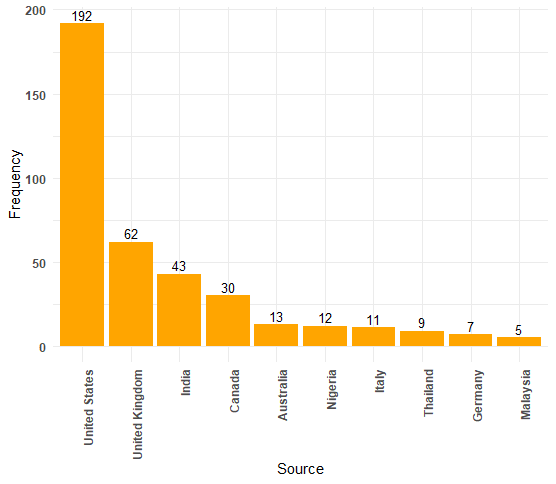 200
192
150
Frequency
100
62
50
43
30
13
12
11
9
7
5
0
United States
United Kingdom
India
Canada
Australia
Nigeria
Italy
Thailand
Germany
Malaysia
Source